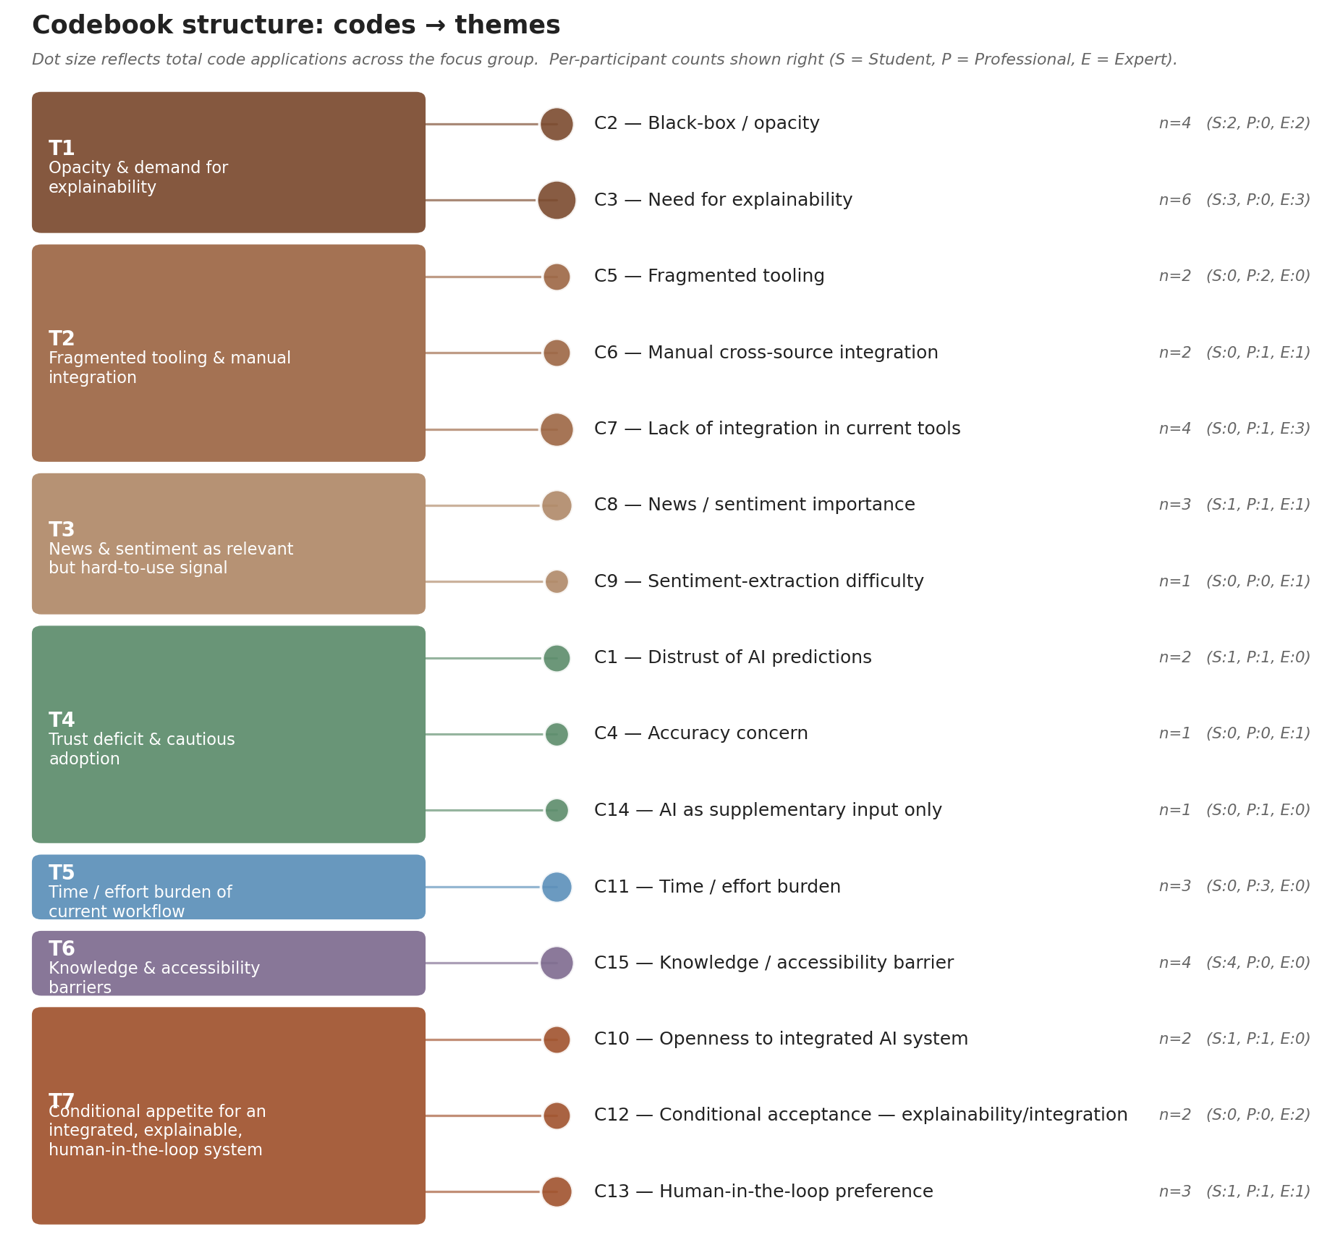 Codebook structure: codes → themes
Dot size reflects total code applications across the focus group.  Per-participant counts shown right (S = Student, P = Professional, E = Expert).
T1
Opacity & demand for
explainability
C2 — Black-box / opacity n=4 (S:2, P:0, E:2)
C3 — Need for explainability n=6 (S:3, P:0, E:3)
T2
Fragmented tooling & manual
integration
C5 — Fragmented tooling n=2 (S:0, P:2, E:0)
C6 — Manual cross-source integration n=2 (S:0, P:1, E:1)
C7 — Lack of integration in current tools n=4 (S:0, P:1, E:3)
T3
News & sentiment as relevant
but hard-to-use signal
C8 — News / sentiment importance n=3 (S:1, P:1, E:1)
C9 — Sentiment-extraction difficulty n=1 (S:0, P:0, E:1)
T4
Trust deficit & cautious
adoption
C1 — Distrust of AI predictions n=2 (S:1, P:1, E:0)
C4 — Accuracy concern n=1 (S:0, P:0, E:1)
C14 — AI as supplementary input only n=1 (S:0, P:1, E:0)
T5
Time / effort burden of
current workflow
C11 — Time / effort burden n=3 (S:0, P:3, E:0)
T6
Knowledge & accessibility
barriers
C15 — Knowledge / accessibility barrier n=4 (S:4, P:0, E:0)
T7
Conditional appetite for an
integrated, explainable,
human-in-the-loop system
C10 — Openness to integrated AI system n=2 (S:1, P:1, E:0)
C12 — Conditional acceptance — explainability/integration n=2 (S:0, P:0, E:2)
C13 — Human-in-the-loop preference n=3 (S:1, P:1, E:1)